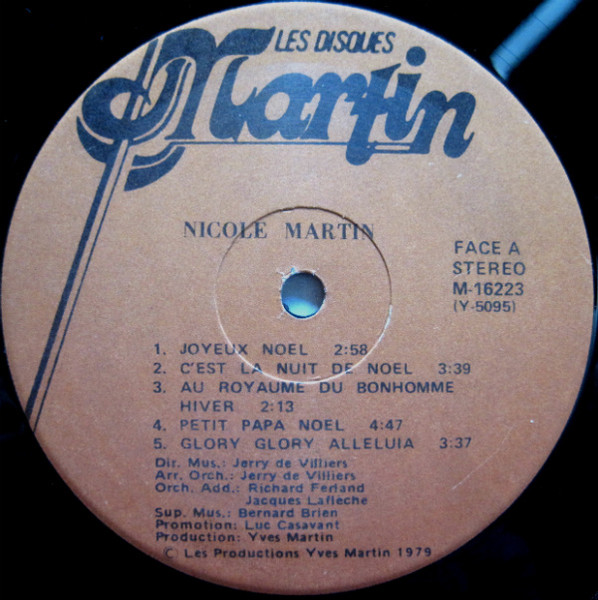 LES DISQUES
Martin
NICOLE MARTIN
FACE A
STEREO
M-16223
(Y-5095)
1. JOYEUX NOEL 2:58
2. C'EST LA NUIT DE NOEL 3:39
3. AU ROYAUME DU BONHOMME
HIVER 2:13
4. PETIT PAPA NOEL 4:47
5. GLORY GLORY ALLELUIA 3:37
Dir. Mus.: Jerry de Villiers
Arr. Orch.: Jerry de Villiers
Orch. Add.: Richard Ferland
Jacques Lafleche
Sup. Mus.: Bernard Brien
Promotion: Luc Casavant
Production: Yves Martin
© Les Productions Yves Martin 1979